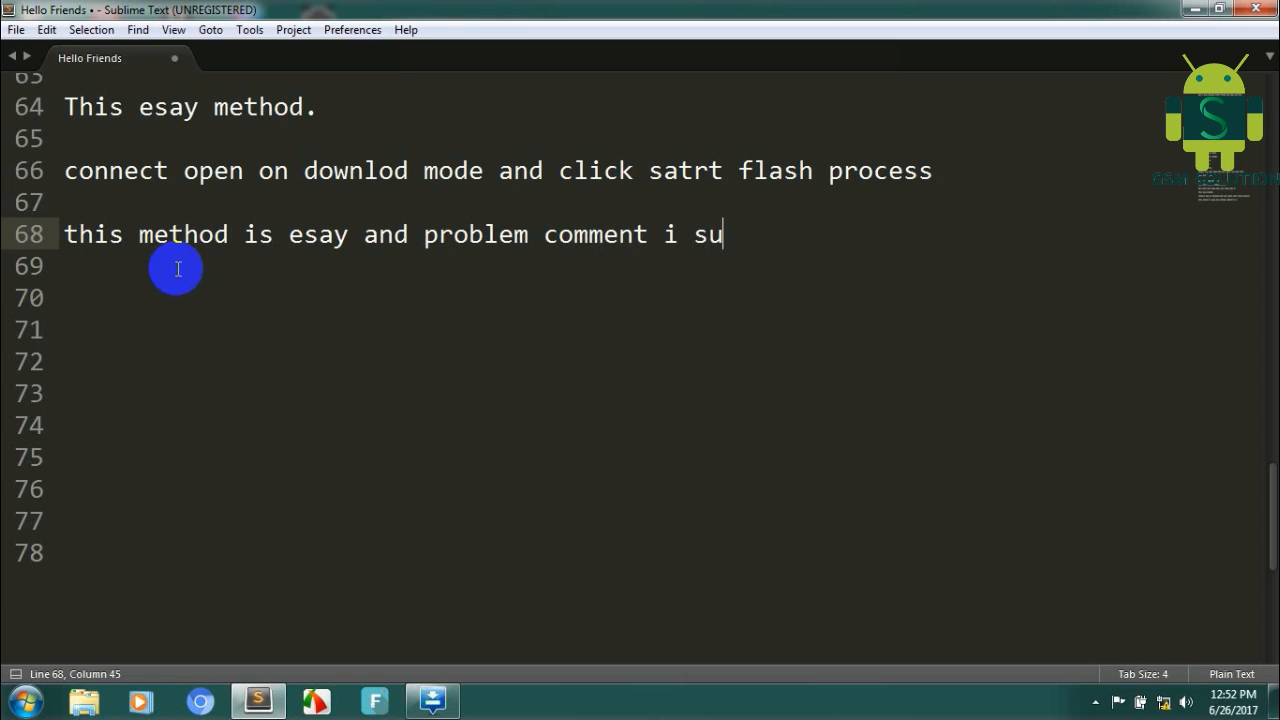 Hello Friends • - Sublime Text (UNREGISTERED)
File Edit Selection Find View Goto Tools Project Preferences Help
Hello Friends
63
64 This esay method.
65
66 connect open on downlod mode and click satrt flash process
67
68 this method is esay and problem comment i su
69
70
71
72
73
74
75
76
77
78
S
GSM SOLUTION
Line 68, Column 45
Tab Size: 4
Plain Text
F
12:52 PM
6/26/2017